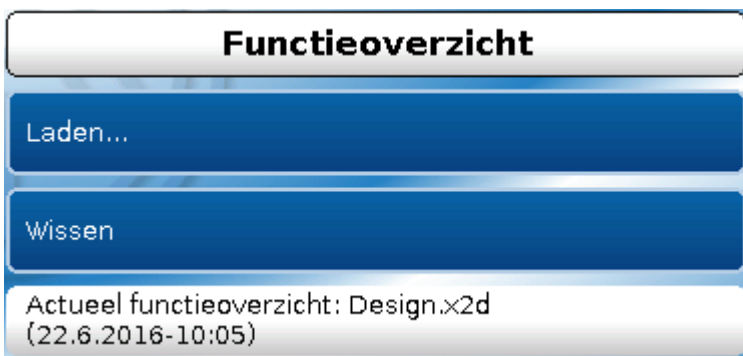 Functieoverzicht
Laden...
Wissen
Actueel functieoverzicht: Design.x2d
(22.6.2016-10:05)